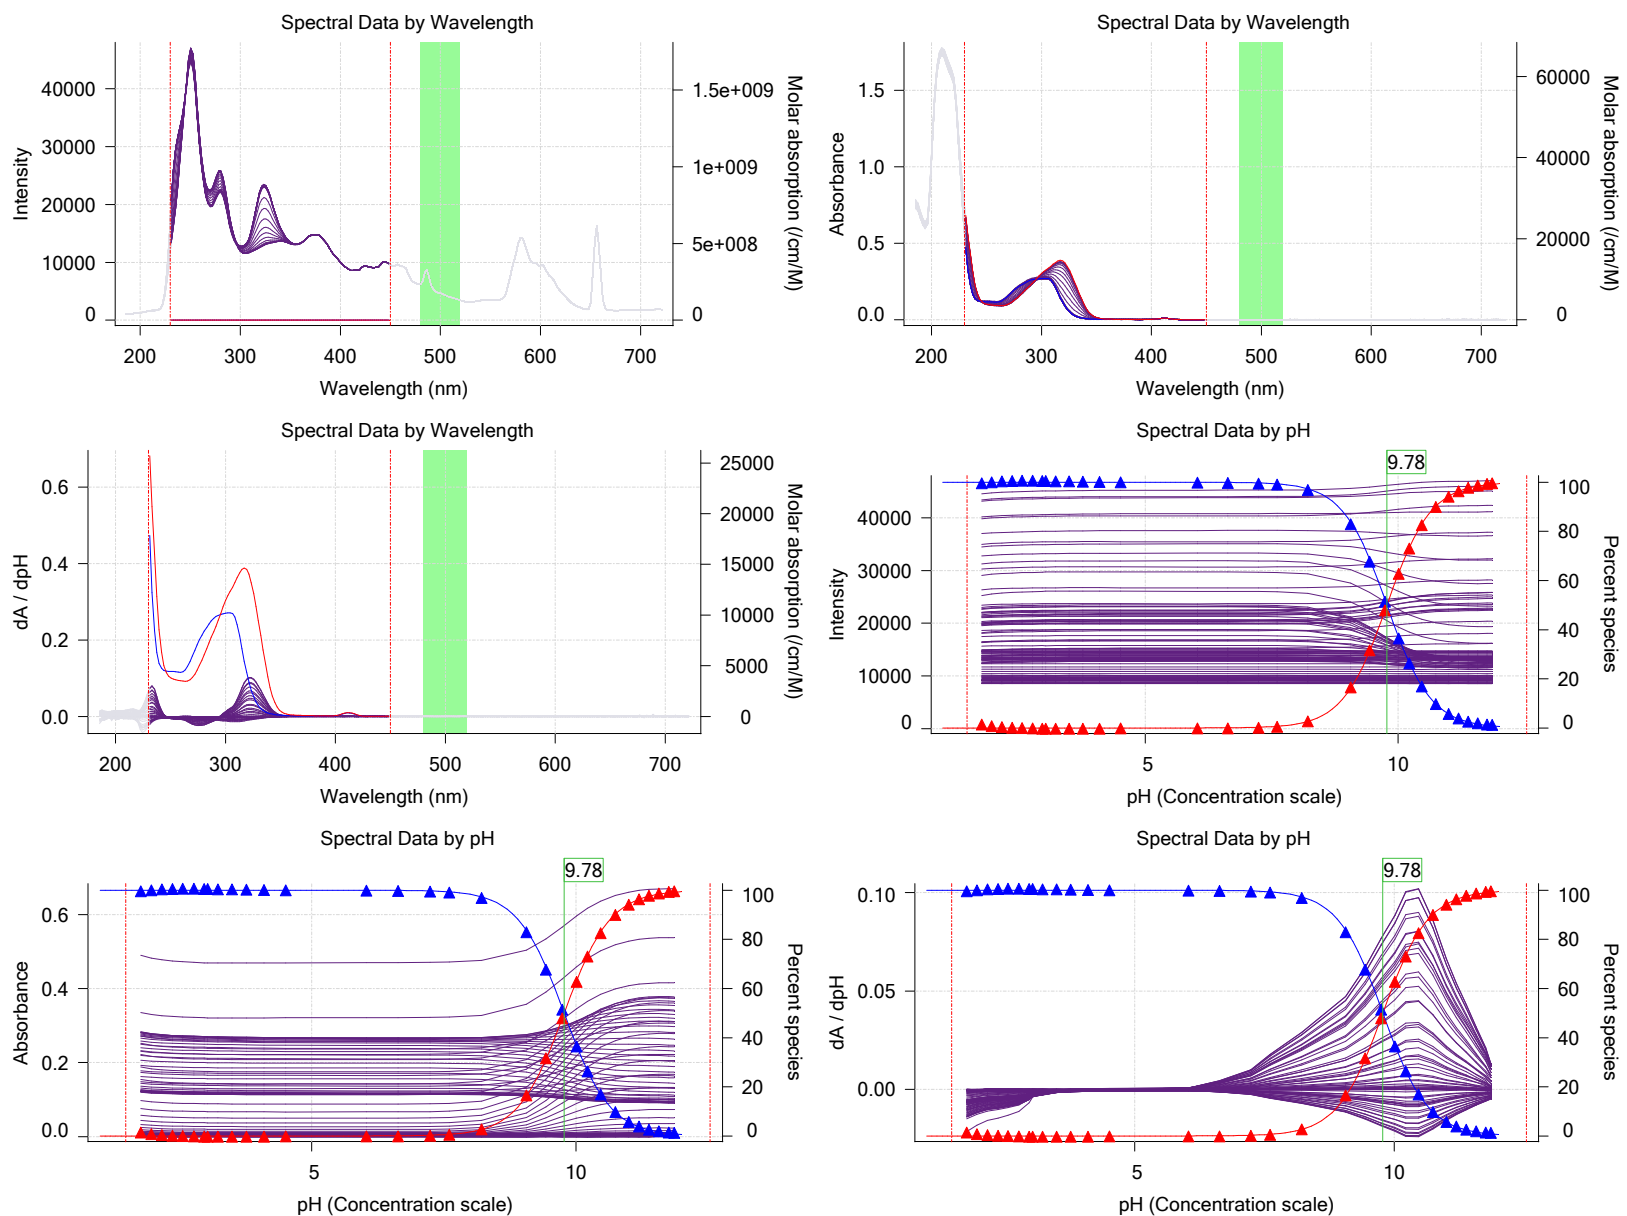 Spectral Data by Wavelength
Intensity
40000
30000
20000
10000
0
1.5e+009
1e+009
5e+008
0
Molar absorption (/cm/M)
200 300 400 500 600 700
Wavelength (nm)
Spectral Data by Wavelength
Absorbance
1.5
1.0
0.5
0.0
60000
40000
20000
0
Molar absorption (/cm/M)
200 300 400 500 600 700
Wavelength (nm)
Spectral Data by Wavelength
dA / dpH
0.6
0.4
0.2
0.0
25000
20000
15000
10000
5000
0
Molar absorption (/cm/M)
200 300 400 500 600 700
Wavelength (nm)
Spectral Data by pH
9.78
Intensity
40000
30000
20000
10000
0
100
80
60
40
20
0
Percent species
5 10
pH (Concentration scale)
Spectral Data by pH
9.78
Absorbance
0.6
0.4
0.2
0.0
100
80
60
40
20
0
Percent species
5 10
pH (Concentration scale)
Spectral Data by pH
9.78
dA / dpH
0.10
0.05
0.00
100
80
60
40
20
0
Percent species
5 10
pH (Concentration scale)